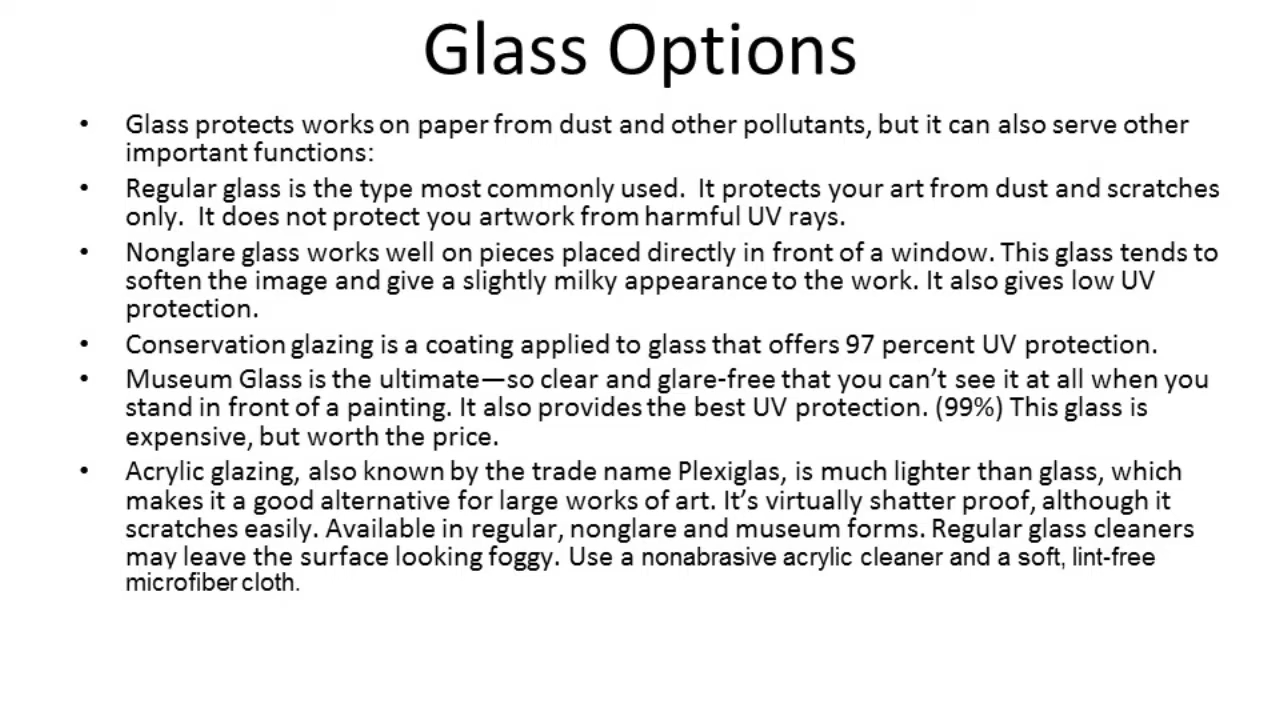 Glass Options
• Glass protects works on paper from dust and other pollutants, but it can also serve other
important functions:
• Regular glass is the type most commonly used.  It protects your art from dust and scratches
only.  It does not protect you artwork from harmful UV rays.
• Nonglare glass works well on pieces placed directly in front of a window. This glass tends to
soften the image and give a slightly milky appearance to the work. It also gives low UV
protection.
• Conservation glazing is a coating applied to glass that offers 97 percent UV protection.
• Museum Glass is the ultimate—so clear and glare-free that you can’t see it at all when you
stand in front of a painting. It also provides the best UV protection. (99%) This glass is
expensive, but worth the price.
• Acrylic glazing, also known by the trade name Plexiglas, is much lighter than glass, which
makes it a good alternative for large works of art. It’s virtually shatter proof, although it
scratches easily. Available in regular, nonglare and museum forms. Regular glass cleaners
may leave the surface looking foggy. Use a nonabrasive acrylic cleaner and a soft, lint-free
microfiber cloth.